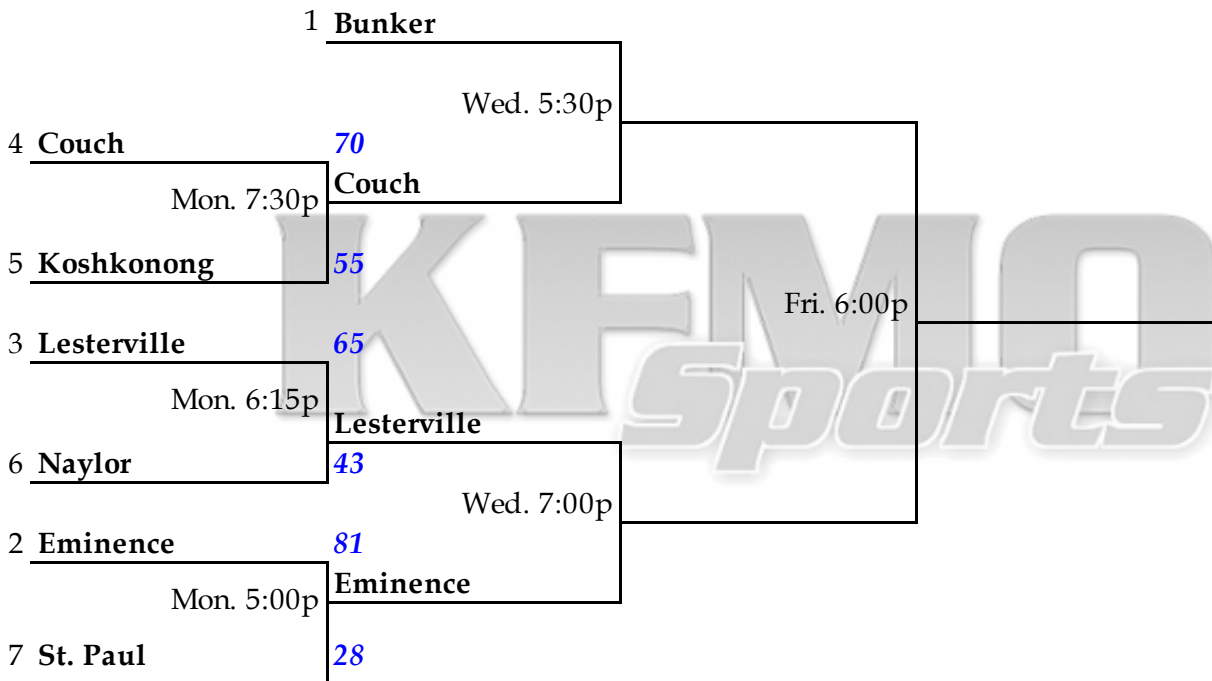 1 Bunker
Wed. 5:30p
4 Couch 70
Mon. 7:30p Couch
5 Koshkonong 55
Fri. 6:00p
3 Lesterville 65
Mon. 6:15p
Lesterville
6 Naylor 43
Wed. 7:00p
2 Eminence 81
Mon. 5:00p Eminence
7 St. Paul 28
KFMO
Sports